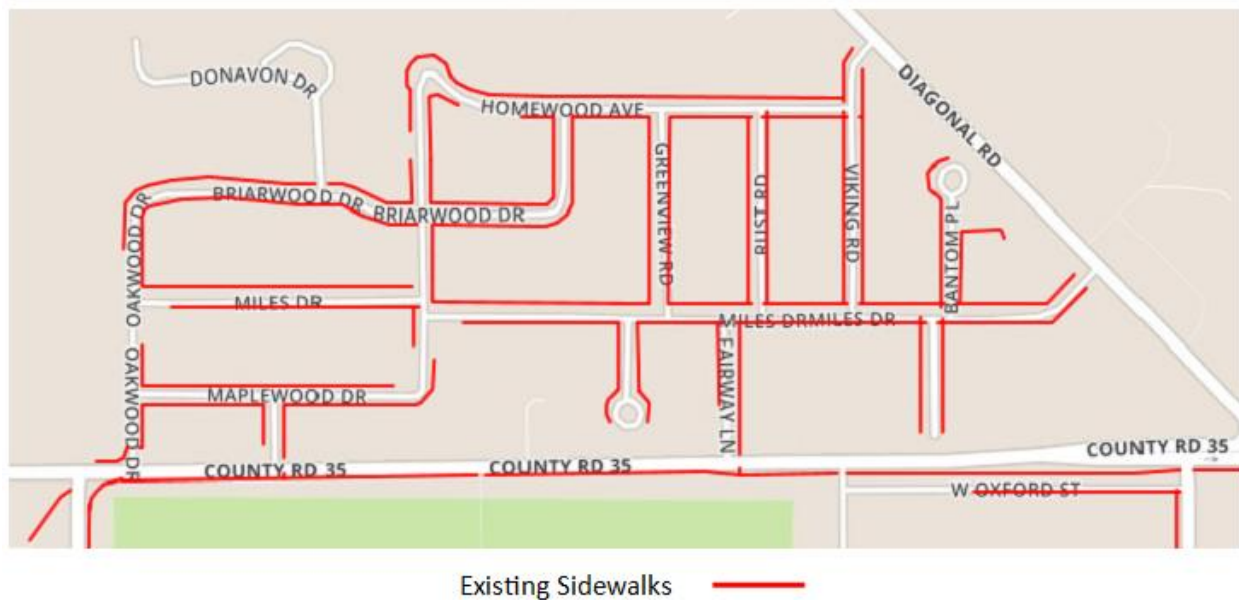 DONAVON DR
DIAGONAL RD
HOMEWOOD AVE
GREENVIEW RD
RUST RD
VIKING RD
BRIARWOOD DR
BRIARWOOD DR
OAKWOOD DR
BANTOM PL
MILES DR
MILES DRMILES DR
FAIRWAY LN
OAKWOOD DR
MAPLEWOOD DR
COUNTY RD 35
COUNTY RD 35
COUNTY RD 35
W OXFORD ST
Existing Sidewalks